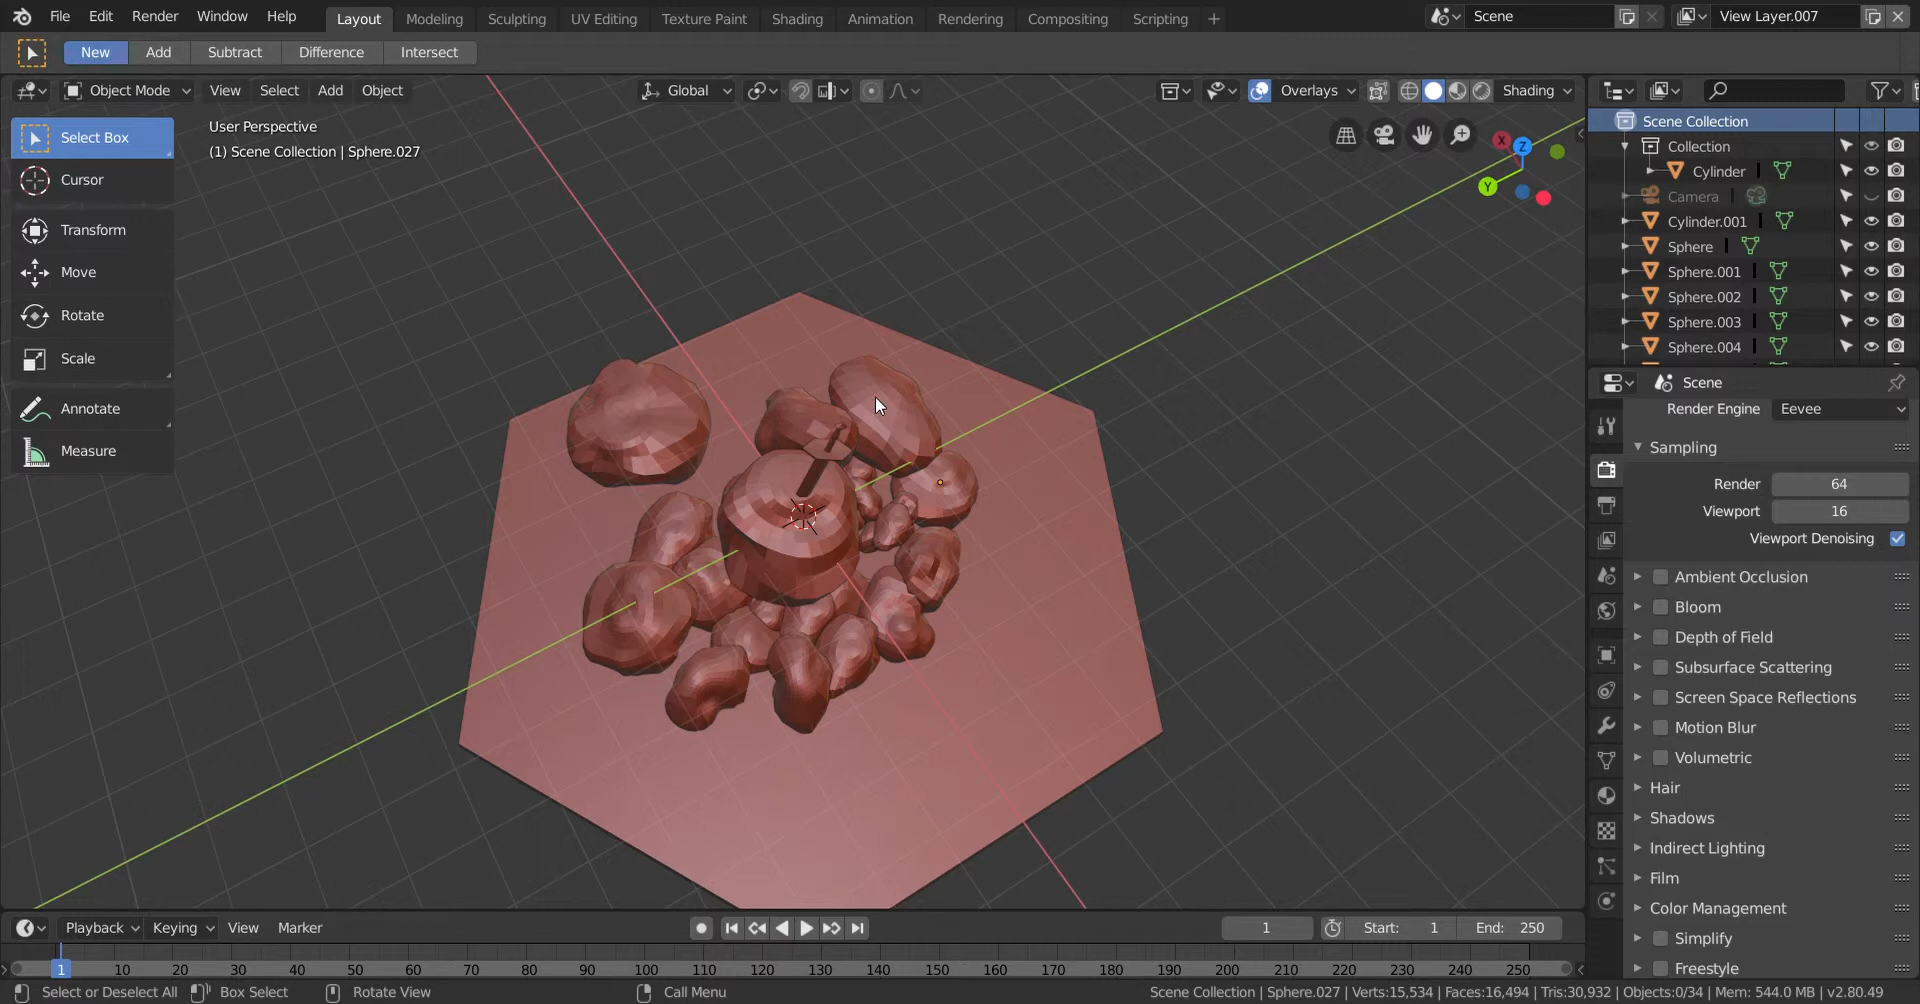 File Edit Render Window Help Layout Modeling Sculpting UV Editing Texture Paint Shading Animation Rendering Compositing Scripting + Scene View Layer.007
New Add Subtract Difference Intersect
Object Mode View Select Add Object Global Overlays Shading
Select Box
Cursor
Transform
Move
Rotate
Scale
Annotate
Measure
User Perspective
(1) Scene Collection | Sphere.027
X
Z
Y
Scene Collection
Collection
Cylinder
Camera
Cylinder.001
Sphere
Sphere.001
Sphere.002
Sphere.003
Sphere.004
Scene
Render Engine Eevee
Sampling
Render 64
Viewport 16
Viewport Denoising
Ambient Occlusion
Bloom
Depth of Field
Subsurface Scattering
Screen Space Reflections
Motion Blur
Volumetric
Hair
Shadows
Indirect Lighting
Film
Color Management
Simplify
Freestyle
Playback Keying View Marker 1 Start: 1 End: 250
1 10 20 30 40 50 60 70 80 90 100 110 120 130 140 150 160 170 180 190 200 210 220 230 240 250
Select or Deselect All Box Select Rotate View Call Menu Scene Collection | Sphere.027 | Verts:15,534 | Faces:16,494 | Tris:30,932 | Objects:0/34 | Mem: 544.0 MB | v2.80.49